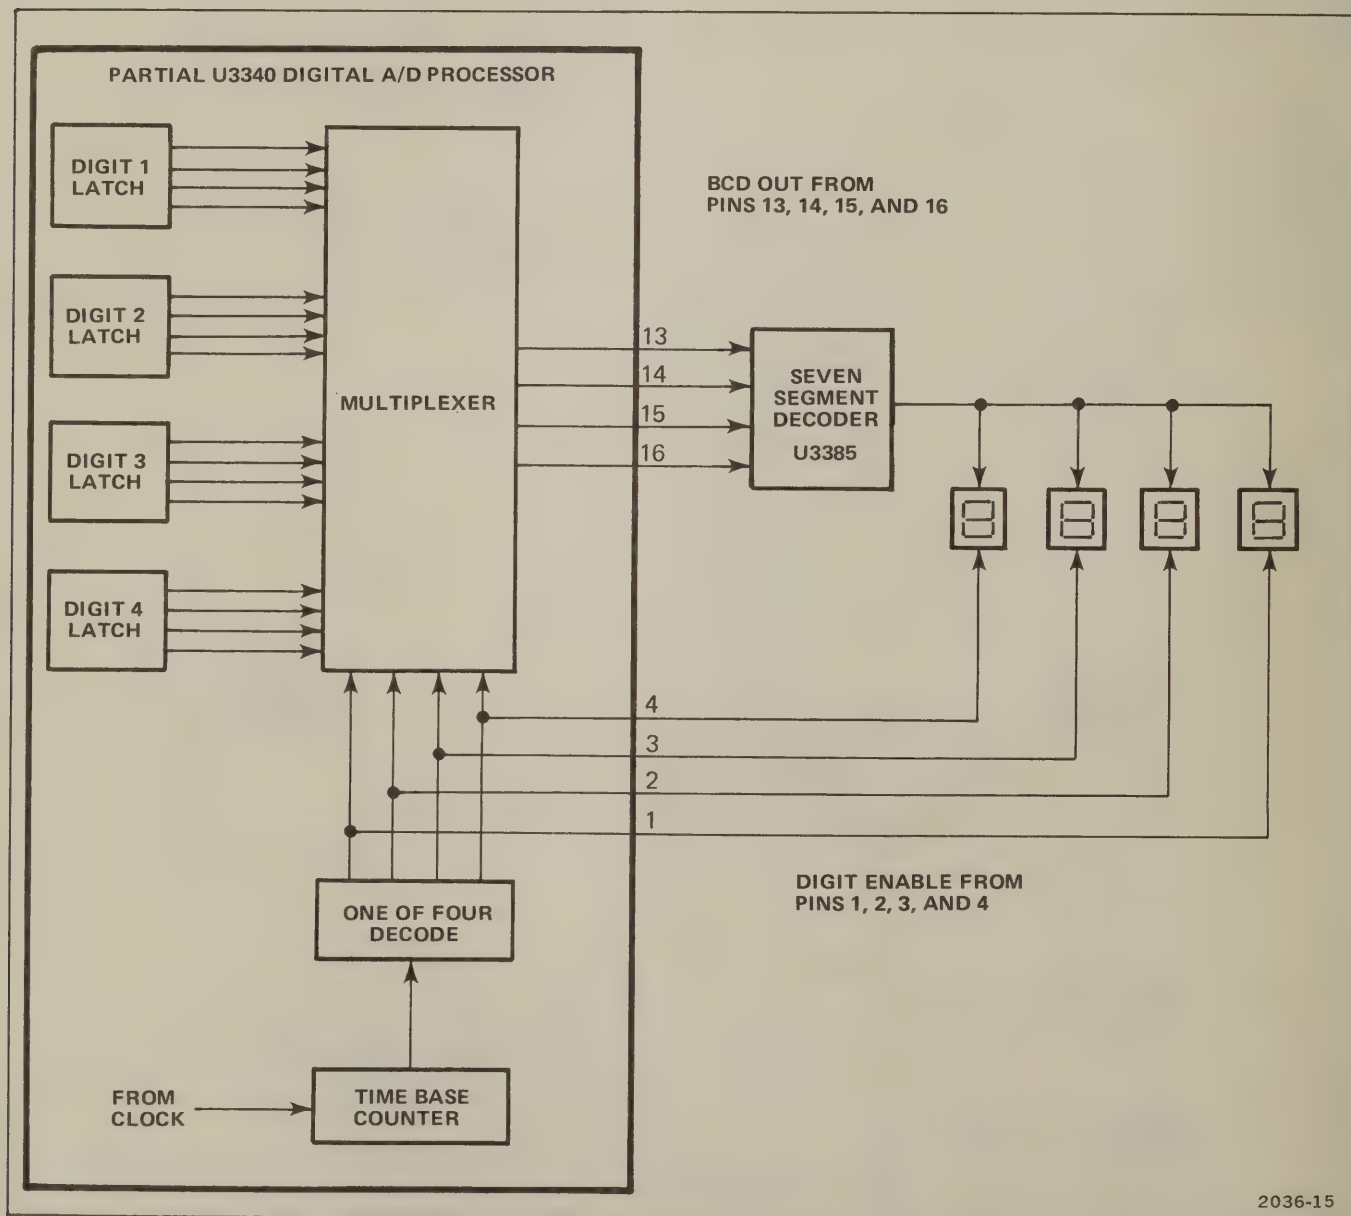 PARTIAL U3340 DIGITAL A/D PROCESSOR
DIGIT 1
LATCH
DIGIT 2
LATCH
DIGIT 3
LATCH
DIGIT 4
LATCH
MULTIPLEXER
BCD OUT FROM
PINS 13, 14, 15, AND 16
13
14
15
16
SEVEN
SEGMENT
DECODER
U3385
4
3
2
1
DIGIT ENABLE FROM
PINS 1, 2, 3, AND 4
ONE OF FOUR
DECODE
FROM
CLOCK
TIME BASE
COUNTER
2036-15